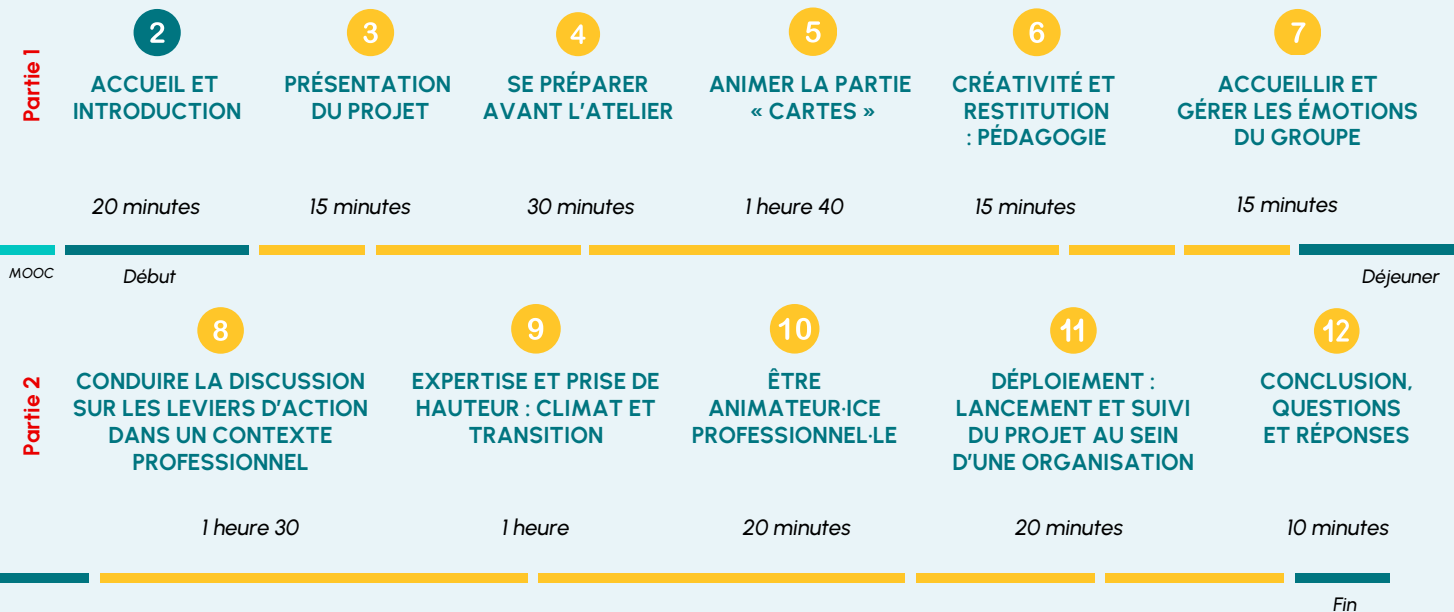 Partie 1
2
ACCUEIL ET
INTRODUCTION
20 minutes
3
PRÉSENTATION
DU PROJET
15 minutes
4
SE PRÉPARER
AVANT L'ATELIER
30 minutes
5
ANIMER LA PARTIE
« CARTES »
1 heure 40
6
CRÉATIVITÉ ET
RESTITUTION
: PÉDAGOGIE
15 minutes
7
ACCUEILLIR ET
GÉRER LES ÉMOTIONS
DU GROUPE
15 minutes
MOOC
Début
Déjeuner
Partie 2
8
CONDUIRE LA DISCUSSION
SUR LES LEVIERS D'ACTION
DANS UN CONTEXTE
PROFESSIONNEL
1 heure 30
9
EXPERTISE ET PRISE DE
HAUTEUR : CLIMAT ET
TRANSITION
1 heure
10
ÊTRE
ANIMATEUR·ICE
PROFESSIONNEL·LE
20 minutes
11
DÉPLOIEMENT :
LANCEMENT ET SUIVI
DU PROJET AU SEIN
D'UNE ORGANISATION
20 minutes
12
CONCLUSION,
QUESTIONS
ET RÉPONSES
10 minutes
Fin